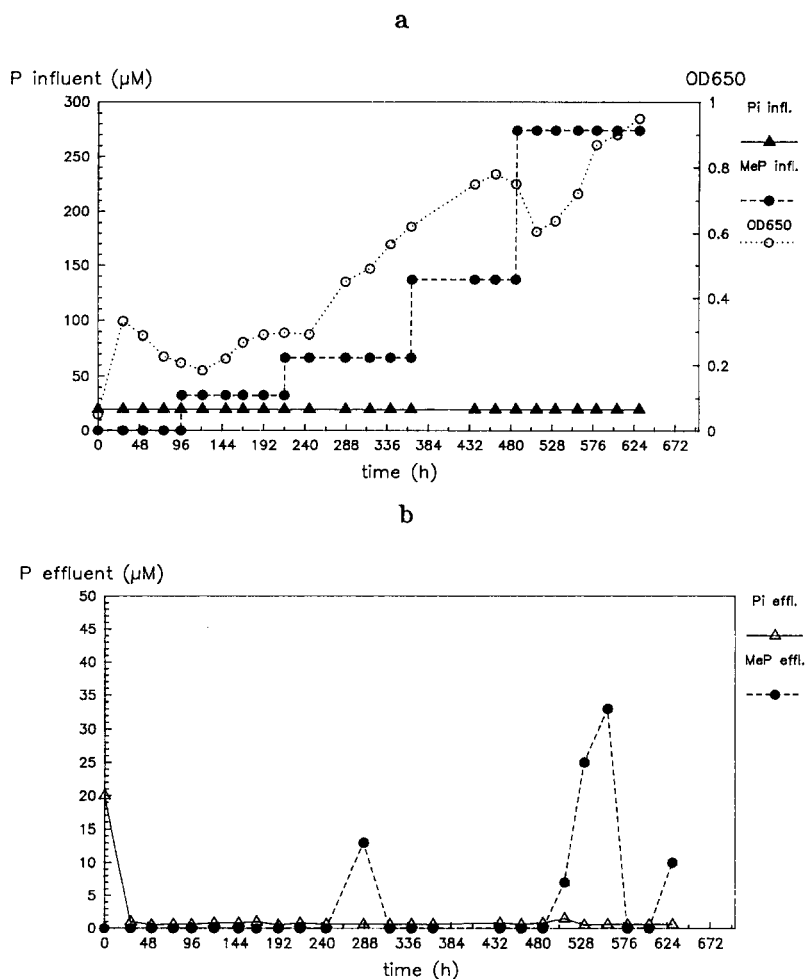 a
P influent (μM)
OD650
300
250
200
150
100
50
0
1
0.8
0.6
0.4
0.2
0
0 48 96 144 192 240 288 336 384 432 480 528 576 624 672
time (h)
Pi infl.
MeP infl.
OD650
b
P effluent (μM)
50
45
40
35
30
25
20
15
10
5
0
0 48 96 144 192 240 288 336 384 432 480 528 576 624 672
time (h)
Pi effl.
MeP effl.